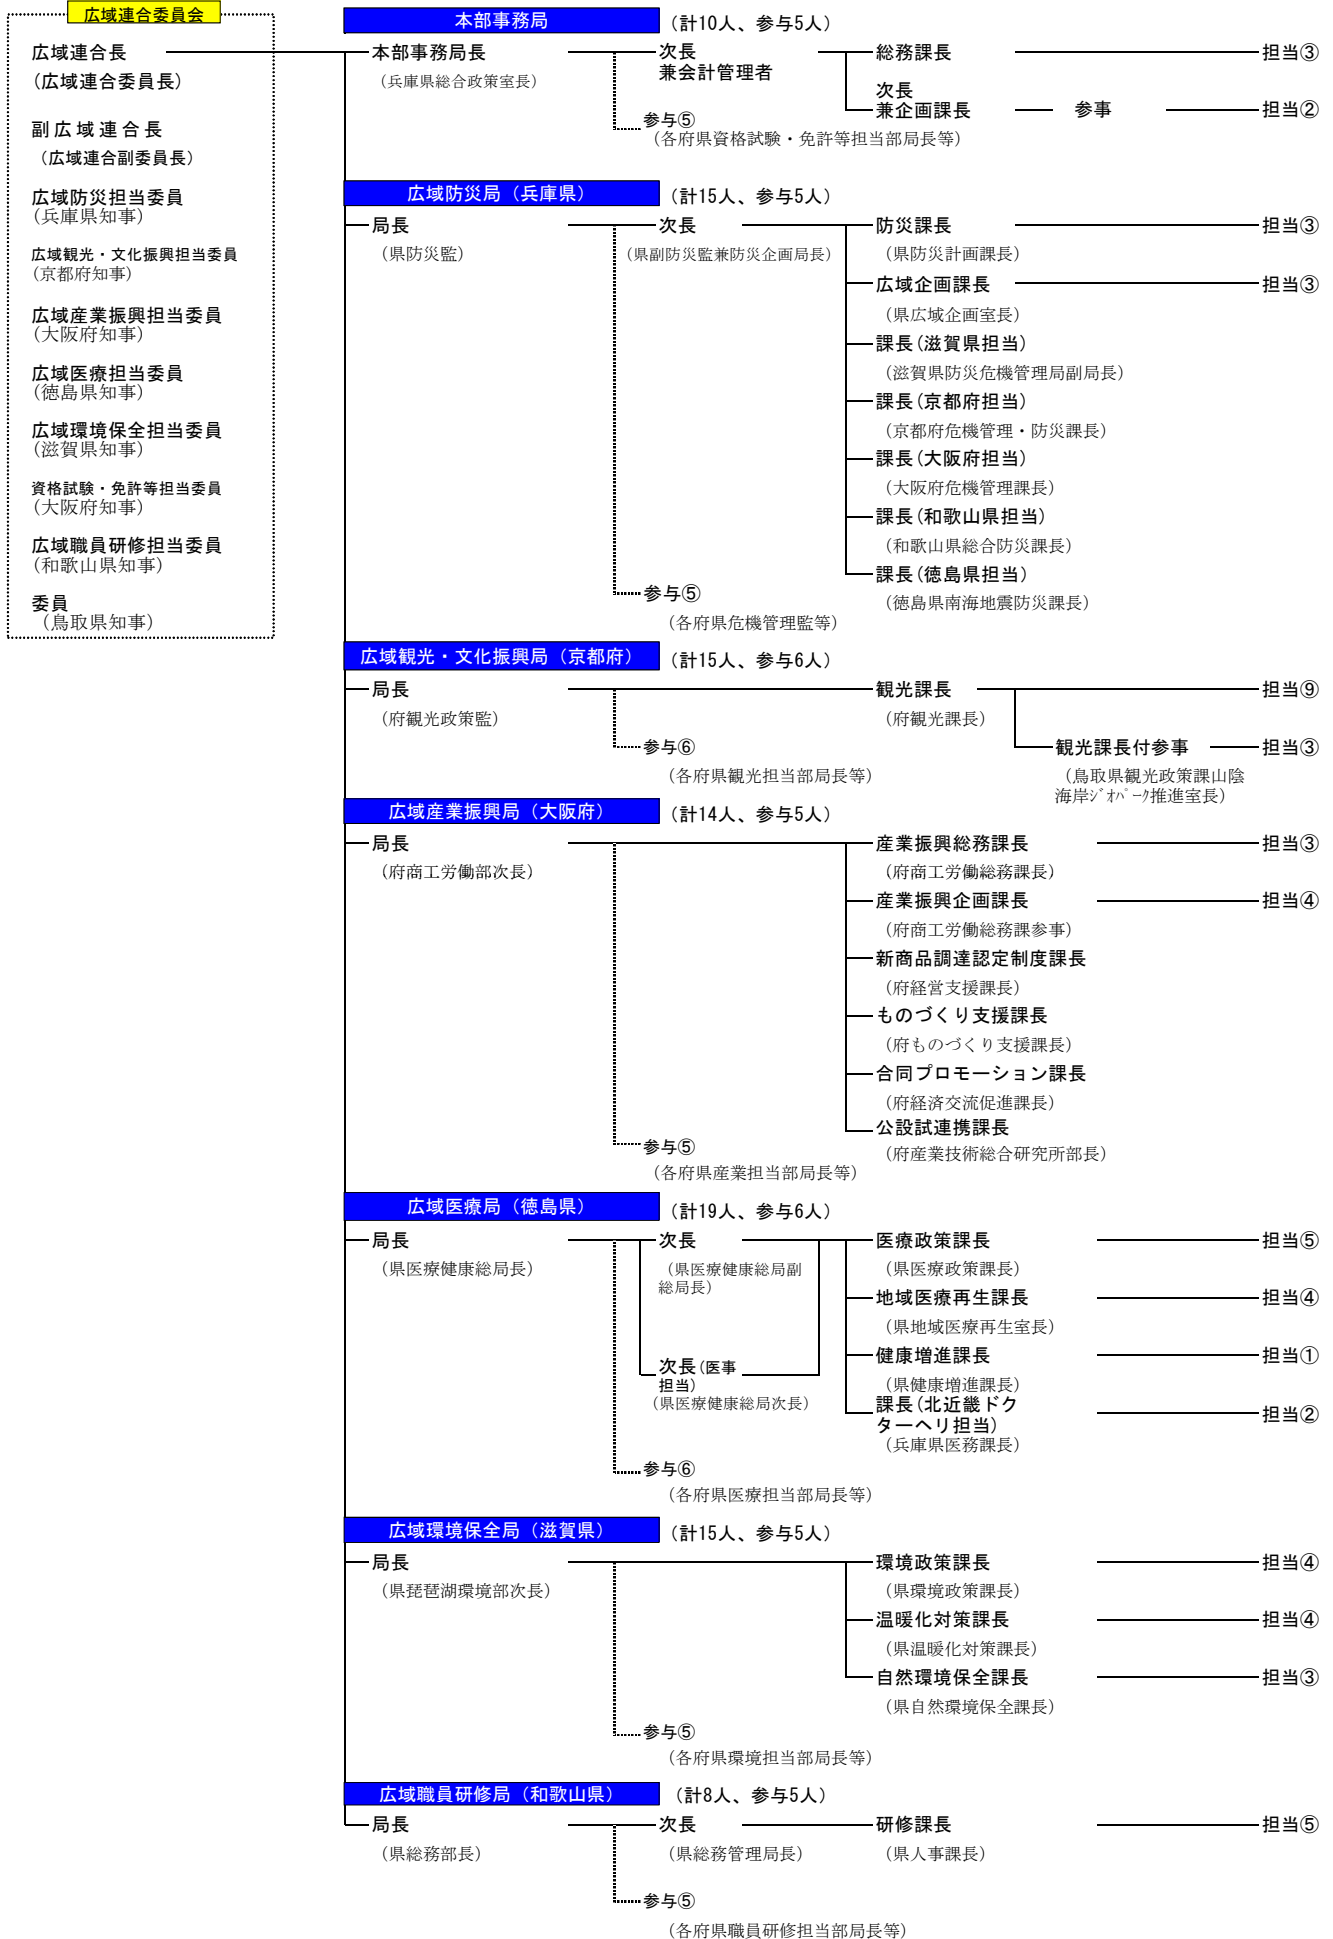 広域連合委員会
広域連合長
(広域連合委員長)
副広域連合長
(広域連合副委員長)
広域防災担当委員
(兵庫県知事)
広域観光・文化振興担当委員
(京都府知事)
広域産業振興担当委員
(大阪府知事)
広域医療担当委員
(徳島県知事)
広域環境保全担当委員
(滋賀県知事)
資格試験・免許等担当委員
(大阪府知事)
広域職員研修担当委員
(和歌山県知事)
委員
(鳥取県知事)
本部事務局 (計10人、参与5人)
本部事務局長
(兵庫県総合政策室長)
次長
兼会計管理者
総務課長 担当③
次長
兼企画課長 参事 担当②
参与⑤
(各府県資格試験・免許等担当部局長等)
広域防災局(兵庫県) (計15人、参与5人)
局長
(県防災監)
次長
(県副防災監兼防災企画局長)
防災課長 担当③
(県防災計画課長)
広域企画課長 担当③
(県広域企画室長)
課長(滋賀県担当)
(滋賀県防災危機管理局副局長)
課長(京都府担当)
(京都府危機管理・防災課長)
課長(大阪府担当)
(大阪府危機管理課長)
課長(和歌山県担当)
(和歌山県総合防災課長)
課長(徳島県担当)
(徳島県南海地震防災課長)
参与⑤
(各府県危機管理監等)
広域観光・文化振興局(京都府) (計15人、参与6人)
局長
(府観光政策監)
観光課長 担当⑨
(府観光課長)
観光課長付参事 担当③
(鳥取県観光政策課山陰
海岸ジオパーク推進室長)
参与⑥
(各府県観光担当部局長等)
広域産業振興局(大阪府) (計14人、参与5人)
局長
(府商工労働部次長)
産業振興総務課長 担当③
(府商工労働総務課長)
産業振興企画課長 担当④
(府商工労働総務課参事)
新商品調達認定制度課長
(府経営支援課長)
ものづくり支援課長
(府ものづくり支援課長)
合同プロモーション課長
(府経済交流促進課長)
公設試連携課長
(府産業技術総合研究所部長)
参与⑤
(各府県産業担当部局長等)
広域医療局(徳島県) (計19人、参与6人)
局長
(県医療健康総局長)
次長
(県医療健康総局副
総局長)
次長(医事
担当)
(県医療健康総局次長)
医療政策課長 担当⑤
(県医療政策課長)
地域医療再生課長 担当④
(県地域医療再生室長)
健康増進課長 担当①
(県健康増進課長)
課長(北近畿ドク
ターヘリ担当) 担当②
(兵庫県医務課長)
参与⑥
(各府県医療担当部局長等)
広域環境保全局(滋賀県) (計15人、参与5人)
局長
(県琵琶湖環境部次長)
環境政策課長 担当④
(県環境政策課長)
温暖化対策課長 担当④
(県温暖化対策課長)
自然環境保全課長 担当③
(県自然環境保全課長)
参与⑤
(各府県環境担当部局長等)
広域職員研修局(和歌山県) (計8人、参与5人)
局長
(県総務部長)
次長
(県総務管理局長)
研修課長 担当⑤
(県人事課長)
参与⑤
(各府県職員研修担当部局長等)